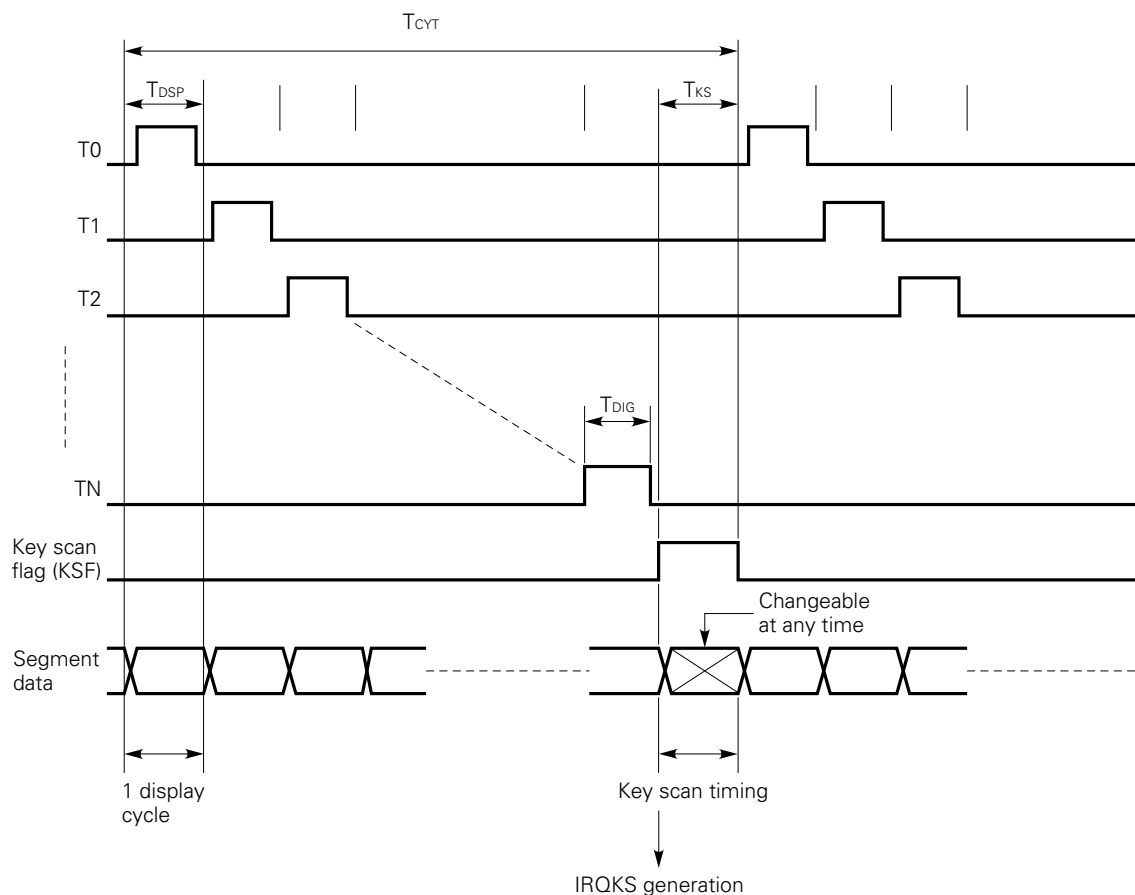 TCYT
TDSP
TKS
T0
T1
T2
TDIG
TN
Key scan
flag (KSF)
Changeable
at any time
Segment
data
1 display
cycle
Key scan timing
IRQKS generation